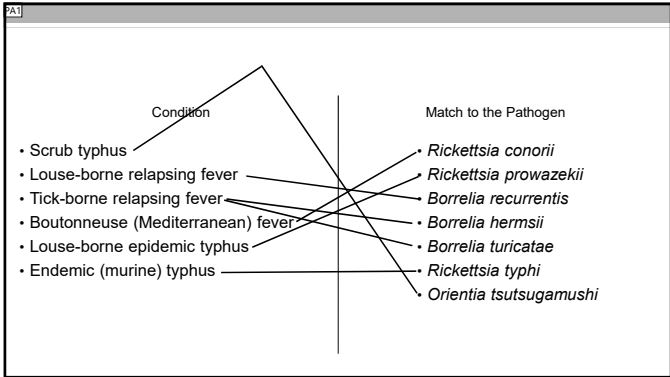 PA1
Condition
• Scrub typhus
• Louse-borne relapsing fever
• Tick-borne relapsing fever
• Boutonneuse (Mediterranean) fever
• Louse-borne epidemic typhus
• Endemic (murine) typhus
Match to the Pathogen
• Rickettsia conorii
• Rickettsia prowazekii
• Borrelia recurrentis
• Borrelia hermsii
• Borrelia turicatae
• Rickettsia typhi
• Orientia tsutsugamushi